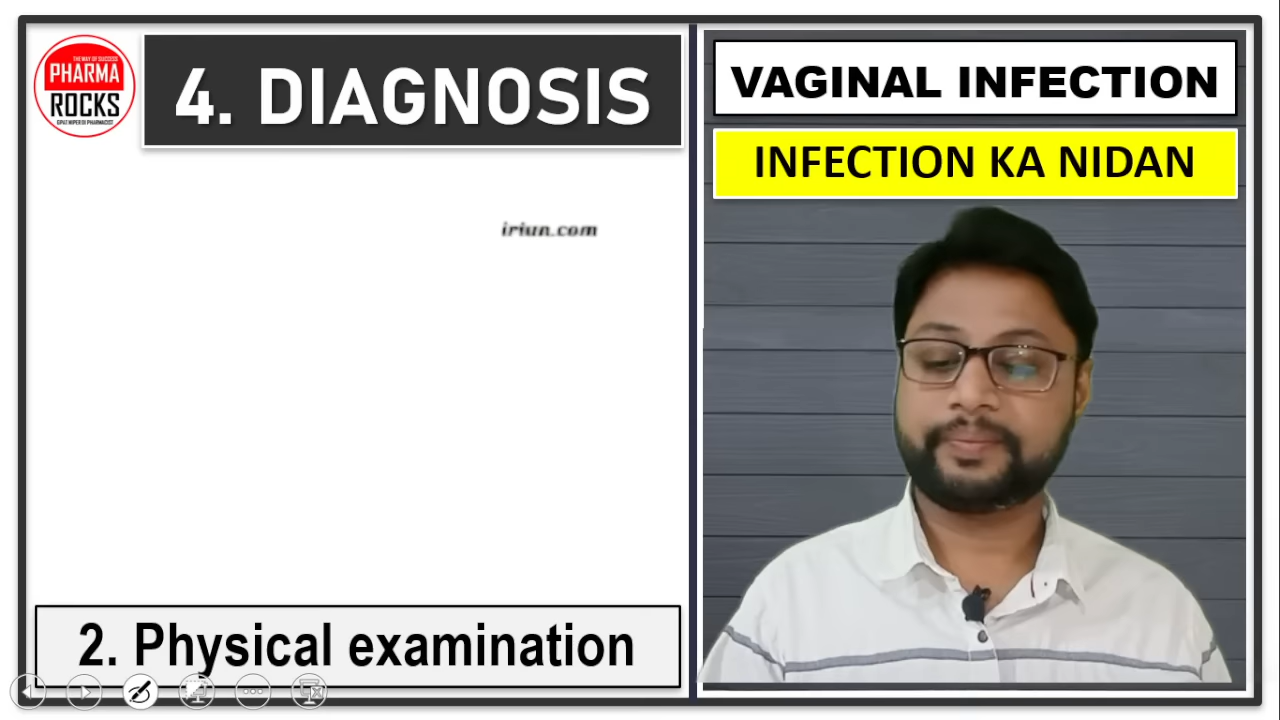 THE WAY OF SUCCESS
PHARMA
ROCKS
4. DIAGNOSIS
iriun.com
2. Physical examination
VAGINAL INFECTION
INFECTION KA NIDAN